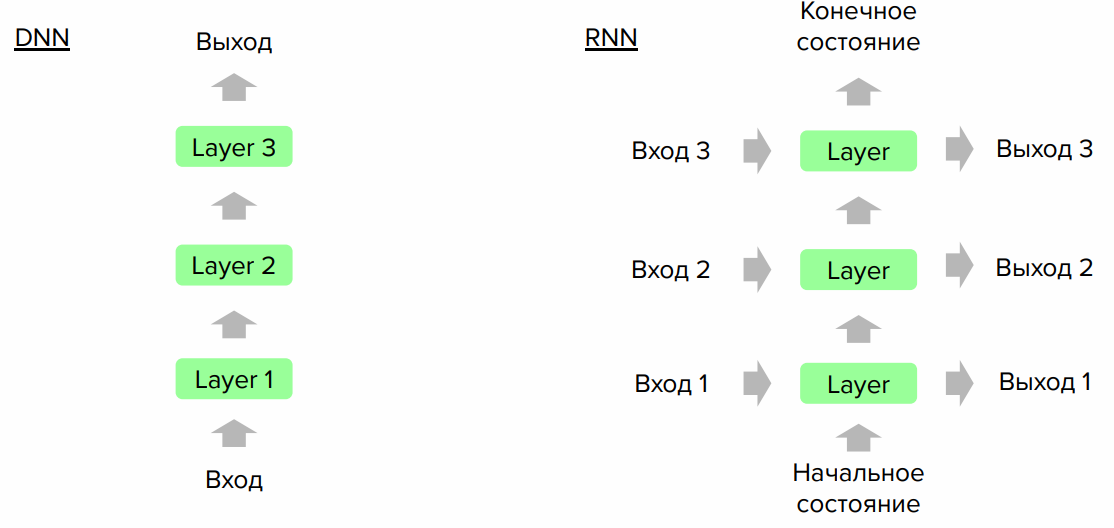 DNN
Выход
Layer 3
Layer 2
Layer 1
Вход
RNN
Конечное
состояние
Вход 3
Layer
Выход 3
Вход 2
Layer
Выход 2
Вход 1
Layer
Выход 1
Начальное
состояние